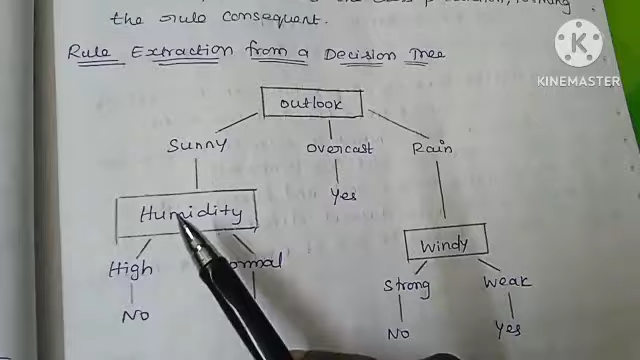 the rule consequent.
Rule Extraction from a Decision Tree
KINEMASTER
Outlook
Sunny Overcast Rain
Yes
Humidity
Windy
High
Strong Weak
No
No Yes